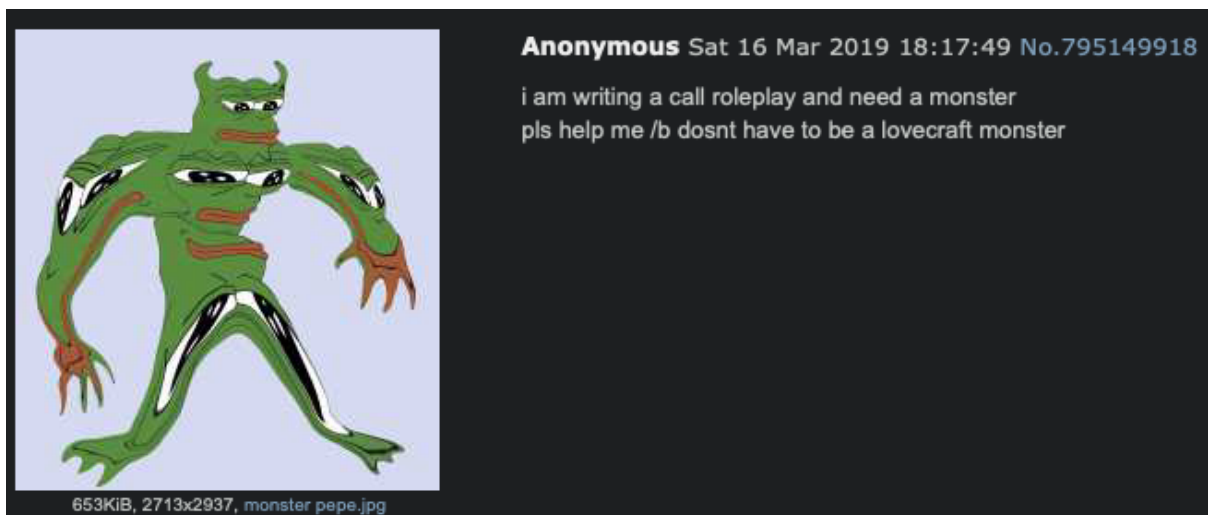 Anonymous Sat 16 Mar 2019 18:17:49 No.795149918
i am writing a call roleplay and need a monster
pls help me /b dosnt have to be a lovecraft monster
653KiB, 2713x2937, monster pepe.jpg